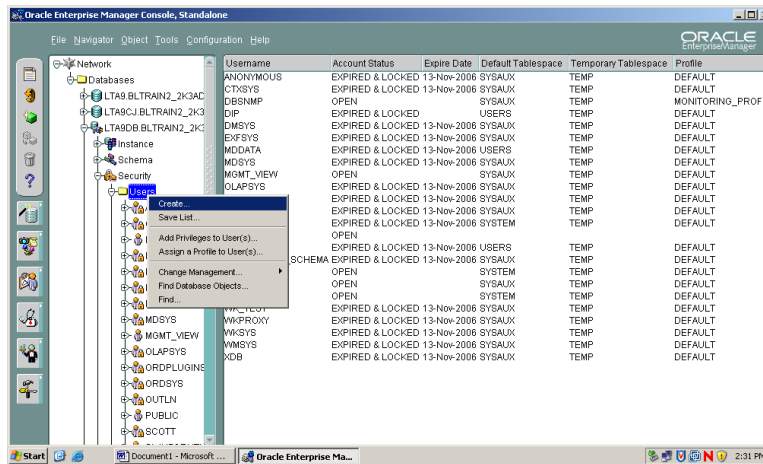 Oracle Enterprise Manager Console, Standalone
File Navigator Object Tools Configuration Help
ORACLE
EnterpriseManager
Network
Databases
LTA9.BLTRAIN2_2K3AD
LTA9CJ.BLTRAIN2_2K3
LTA9DB.BLTRAIN2_2K3
Instance
Schema
Security
Users
Create...
Save List...
Add Privileges to User(s)...
Assign a Profile to User(s)...
Change Management...
Find Database Objects...
Find...
MDSYS
MGMT_VIEW
OLAPSYS
ORDPLUGINS
ORDSYS
OUTLN
PUBLIC
SCOTT
Username Account Status Expire Date Default Tablespace Temporary Tablespace Profile
ANONYMOUS EXPIRED & LOCKED 13-Nov-2006 SYSAUX TEMP DEFAULT
CTXSYS EXPIRED & LOCKED 13-Nov-2006 SYSAUX TEMP DEFAULT
DBSNMP OPEN SYSAUX TEMP MONITORING_PROF
DIP EXPIRED & LOCKED USERS TEMP DEFAULT
DMSYS EXPIRED & LOCKED 13-Nov-2006 SYSAUX TEMP DEFAULT
EXFSYS EXPIRED & LOCKED 13-Nov-2006 SYSAUX TEMP DEFAULT
MDDATA EXPIRED & LOCKED 13-Nov-2006 USERS TEMP DEFAULT
MDSYS EXPIRED & LOCKED 13-Nov-2006 SYSAUX TEMP DEFAULT
MGMT_VIEW OPEN SYSAUX TEMP DEFAULT
OLAPSYS EXPIRED & LOCKED 13-Nov-2006 SYSAUX TEMP DEFAULT
EXPIRED & LOCKED 13-Nov-2006 SYSAUX TEMP DEFAULT
EXPIRED & LOCKED 13-Nov-2006 SYSAUX TEMP DEFAULT
EXPIRED & LOCKED 13-Nov-2006 SYSTEM TEMP DEFAULT
OPEN
EXPIRED & LOCKED 13-Nov-2006 USERS TEMP DEFAULT
_SCHEMA EXPIRED & LOCKED 13-Nov-2006 SYSAUX TEMP DEFAULT
OPEN SYSTEM TEMP DEFAULT
OPEN SYSAUX TEMP DEFAULT
OPEN SYSTEM TEMP DEFAULT
WK_TEST EXPIRED & LOCKED 13-Nov-2006 SYSAUX TEMP DEFAULT
WKPROXY EXPIRED & LOCKED 13-Nov-2006 SYSAUX TEMP DEFAULT
WKSYS EXPIRED & LOCKED 13-Nov-2006 SYSAUX TEMP DEFAULT
WMSYS EXPIRED & LOCKED 13-Nov-2006 SYSAUX TEMP DEFAULT
XDB EXPIRED & LOCKED 13-Nov-2006 SYSAUX TEMP DEFAULT
Start Document1 - Microsoft ... Oracle Enterprise Ma... 2:31 PM